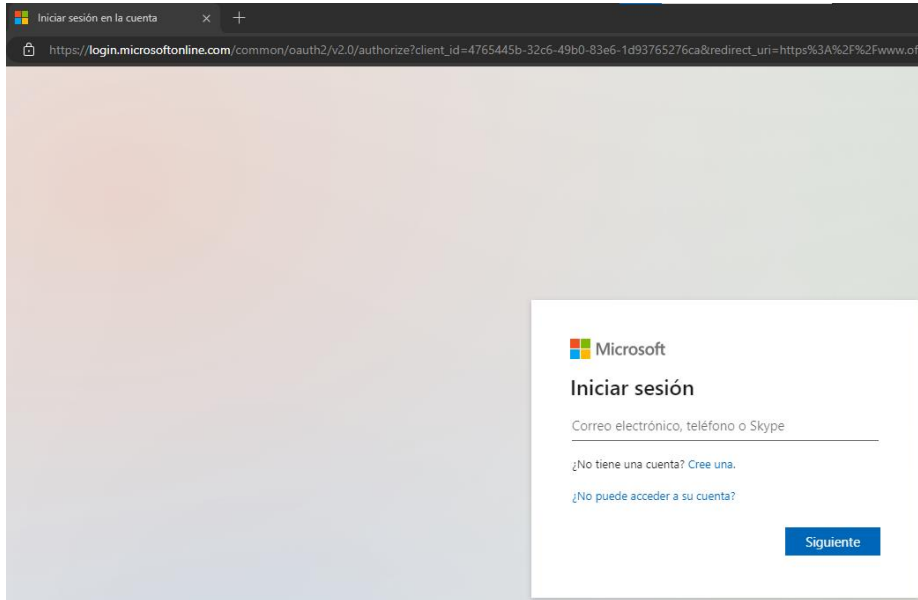 Iniciar sesión en la cuenta
https://login.microsoftonline.com/common/oauth2/v2.0/authorize?client_id=4765445b-32c6-49b0-83e6-1d93765276ca&redirect_uri=https%3A%2F%2Fwww.of
Microsoft
Iniciar sesión
Correo electrónico, teléfono o Skype
¿No tiene una cuenta? Cree una.
¿No puede acceder a su cuenta?
Siguiente